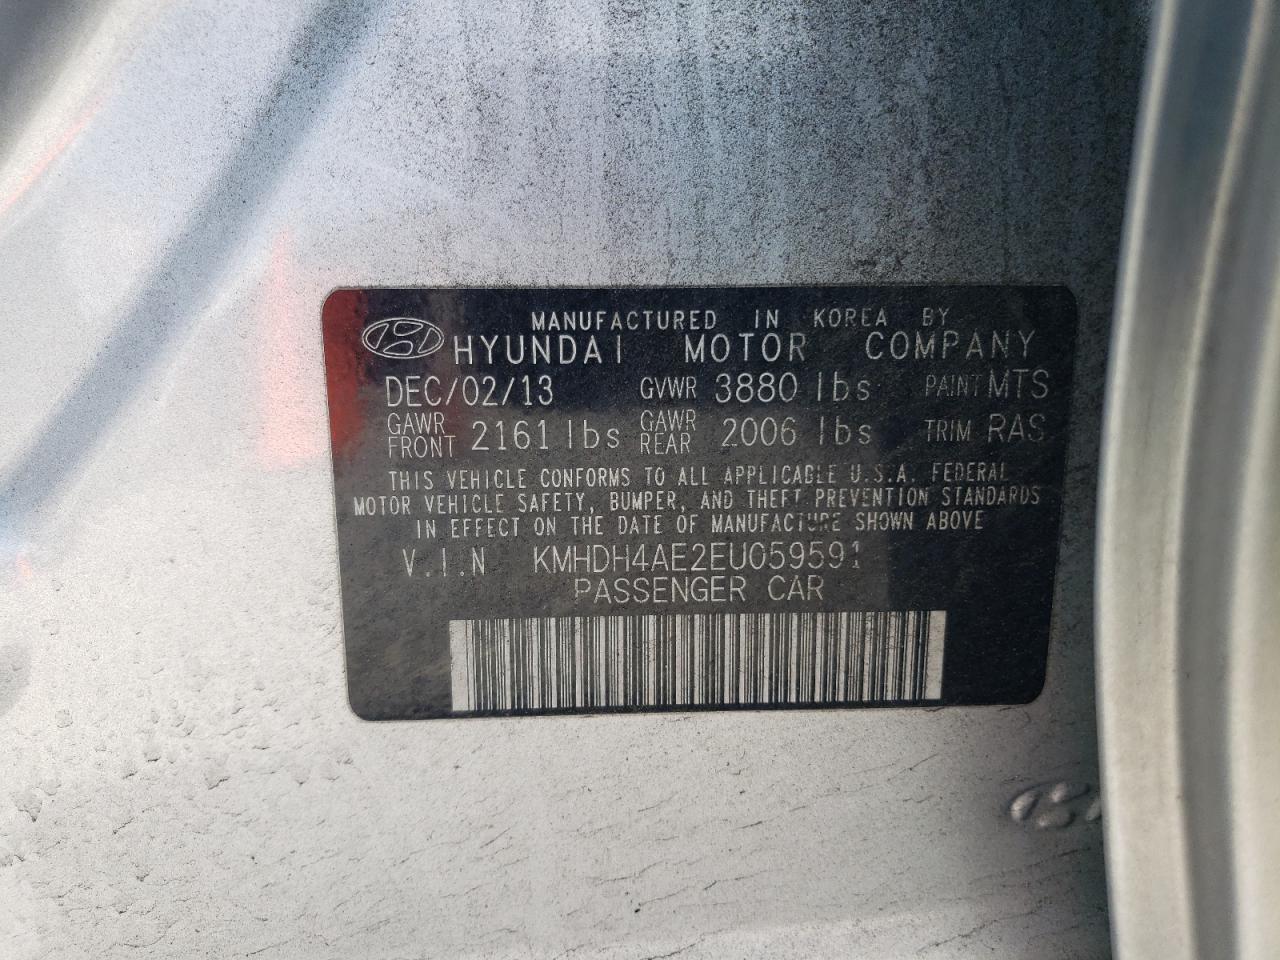 MANUFACTURED IN KOREA BY
HYUNDAI MOTOR COMPANY
DEC/02/13 GVWR 3880 lbs PAINT MTS
GAWR FRONT 2161 lbs GAWR REAR 2006 lbs TRIM RAS
THIS VEHICLE CONFORMS TO ALL APPLICABLE U.S.A. FEDERAL
MOTOR VEHICLE SAFETY, BUMPER, AND THEFT PREVENTION STANDARDS
IN EFFECT ON THE DATE OF MANUFACTURE SHOWN ABOVE
V.I.N KMHDH4AE2EU059591
PASSENGER CAR